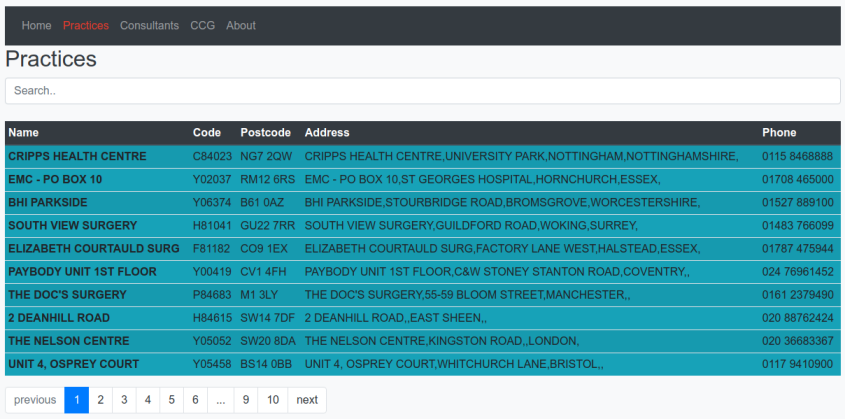 Home Practices Consultants CCG About
Practices
Search..
Name Code Postcode Address Phone
CRIPPS HEALTH CENTRE C84023 NG7 2QW CRIPPS HEALTH CENTRE,UNIVERSITY PARK,NOTTINGHAM,NOTTINGHAMSHIRE, 0115 8468888
EMC - PO BOX 10 Y02037 RM12 6RS EMC - PO BOX 10,ST GEORGES HOSPITAL,HORNCHURCH,ESSEX, 01708 465000
BHI PARKSIDE Y06374 B61 0AZ BHI PARKSIDE,STOURBRIDGE ROAD,BROMSGROVE,WORCESTERSHIRE, 01527 889100
SOUTH VIEW SURGERY H81041 GU22 7RR SOUTH VIEW SURGERY,GUILDFORD ROAD,WOKING,SURREY, 01483 766099
ELIZABETH COURTAULD SURG F81182 CO9 1EX ELIZABETH COURTAULD SURG,FACTORY LANE WEST,HALSTEAD,ESSEX, 01787 475944
PAYBODY UNIT 1ST FLOOR Y00419 CV1 4FH PAYBODY UNIT 1ST FLOOR,C&W STONEY STANTON ROAD,COVENTRY,, 024 76961452
THE DOC'S SURGERY P84683 M1 3LY THE DOC'S SURGERY,55-59 BLOOM STREET,MANCHESTER,, 0161 2379490
2 DEANHILL ROAD H84615 SW14 7DF 2 DEANHILL ROAD,,EAST SHEEN,, 020 88762424
THE NELSON CENTRE Y05052 SW20 8DA THE NELSON CENTRE,KINGSTON ROAD,,LONDON, 020 36683367
UNIT 4, OSPREY COURT Y05458 BS14 0BB UNIT 4, OSPREY COURT,WHITCHURCH LANE,BRISTOL,, 0117 9410900
previous 1 2 3 4 5 6 ... 9 10 next